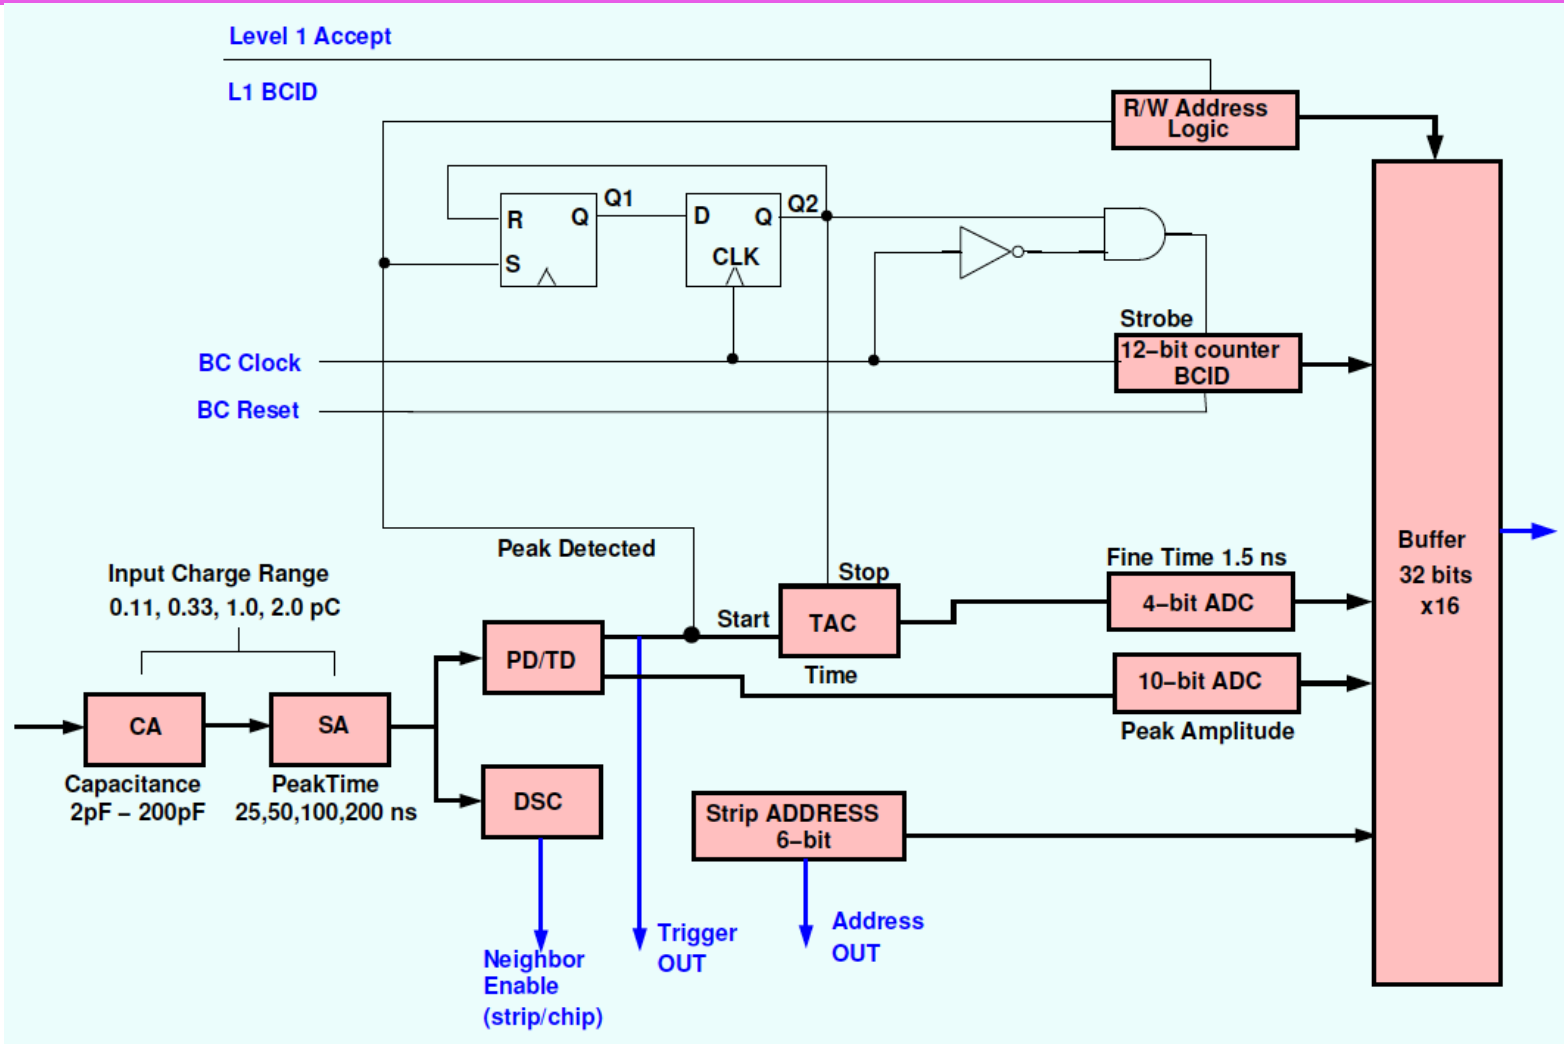 Level 1 Accept
L1 BCID
R/W Address
Logic
R
Q
Q1
D
Q
Q2
S
CLK
Strobe
BC Clock
12−bit counter
BCID
BC Reset
Peak Detected
Input Charge Range
0.11, 0.33, 1.0, 2.0 pC
Stop
Start
TAC
Time
Fine Time 1.5 ns
4−bit ADC
Buffer
32 bits
x16
PD/TD
10−bit ADC
Peak Amplitude
CA
SA
Capacitance
2pF − 200pF
PeakTime
25,50,100,200 ns
DSC
Strip ADDRESS
6−bit
Neighbor
Enable
(strip/chip)
Trigger
OUT
Address
OUT